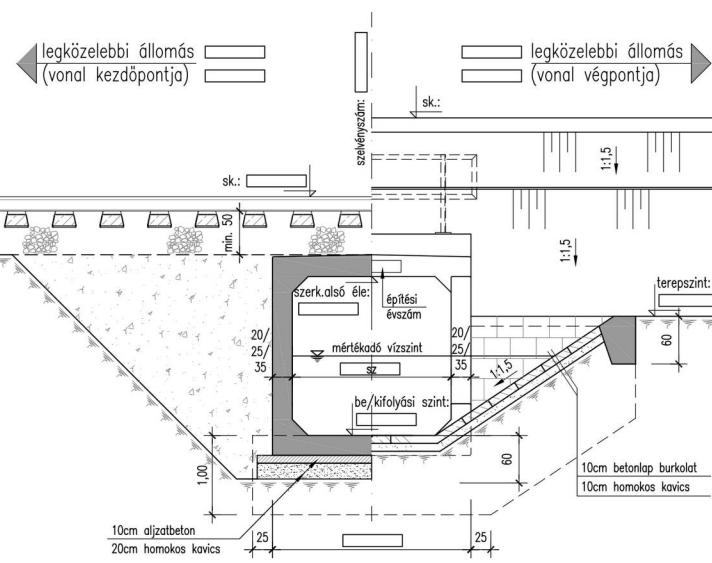 legközelebbi állomás
(vonal kezdőpontja)
szelvényszám:
legközelebbi állomás
(vonal végpontja)
sk.:
sk.:
1:1,5
min. 50
1:1,5
terepszint:
szerk.alsó éle:
építési
évszám
20/
25/
35
20/
25/
35
60
mértékadó vízszint
sz
1:1,5
be/kifolyási szint:
1,00
60
10cm betonlap burkolat
10cm homokos kavics
10cm aljzatbeton
20cm homokos kavics
25
25